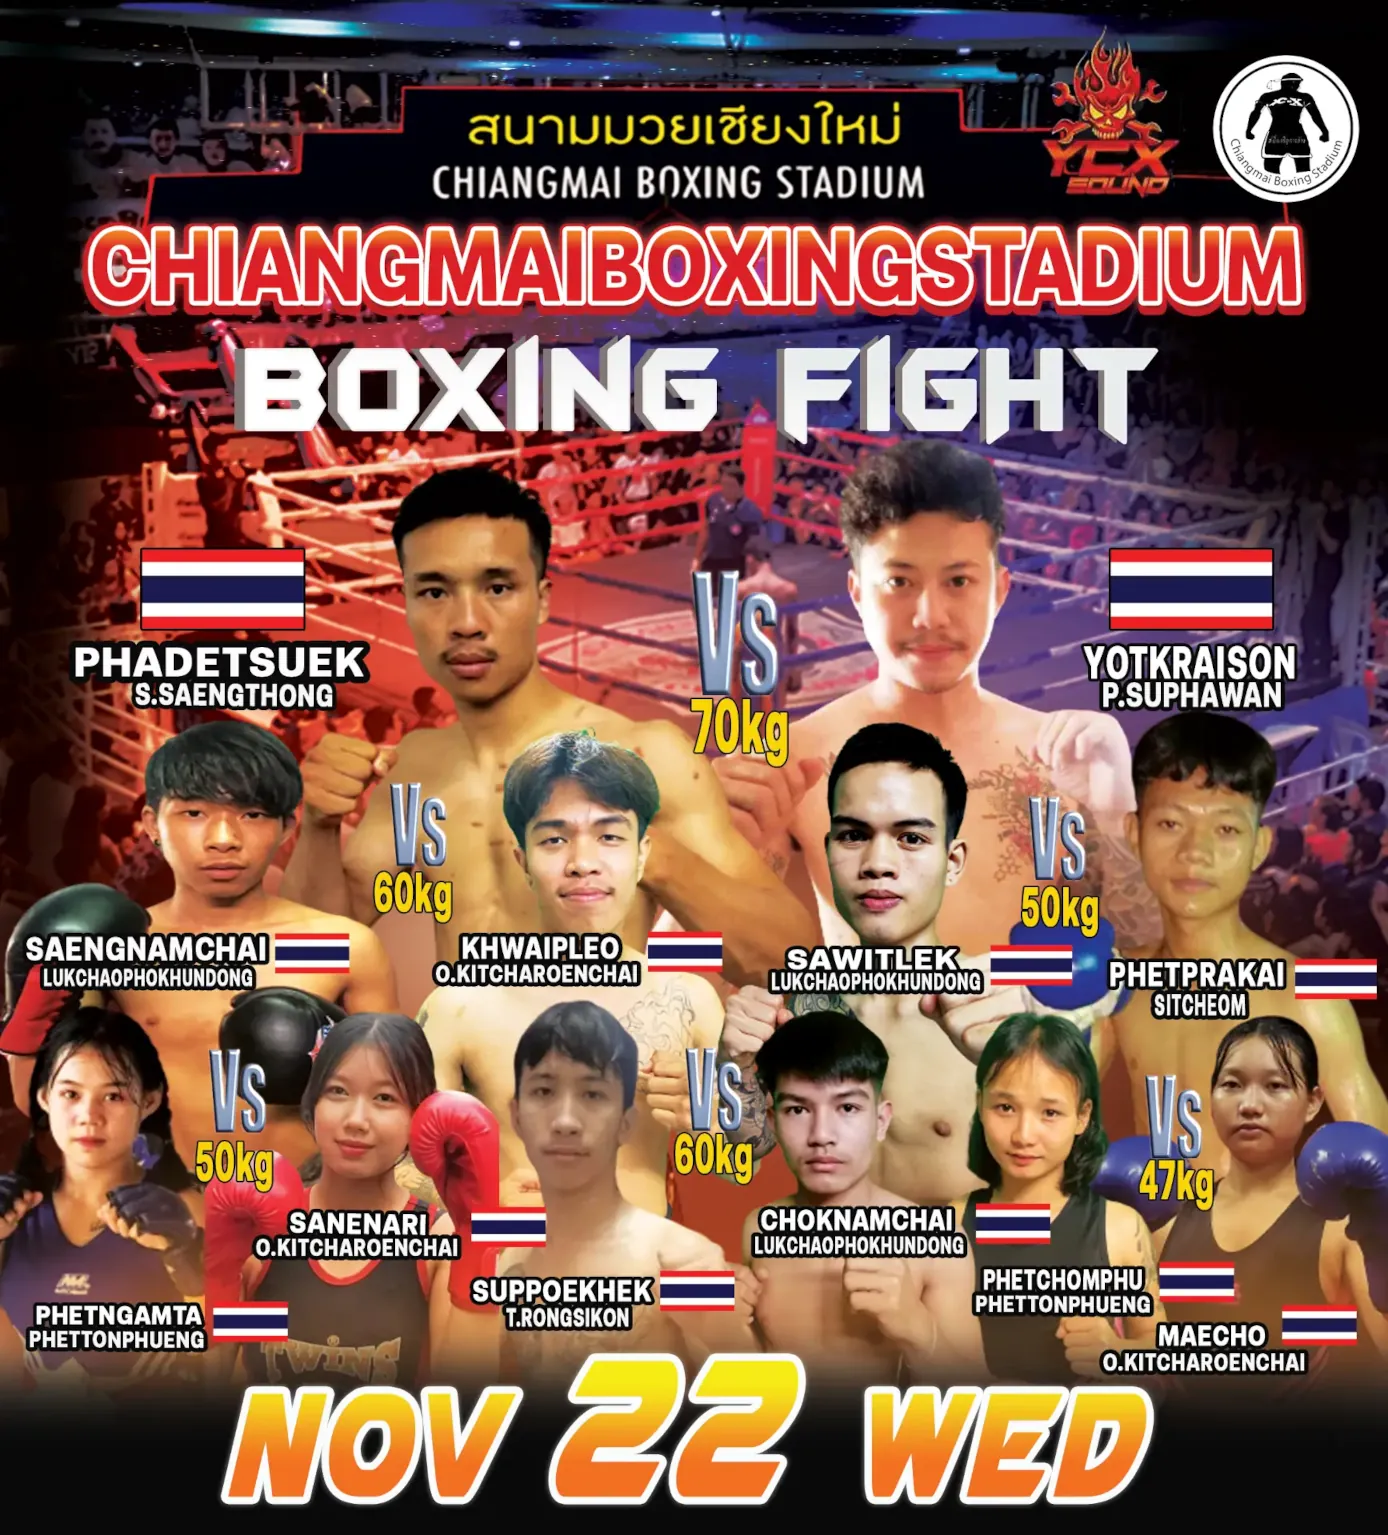 สนามมวยเชียงใหม่
CHIANGMAI BOXING STADIUM
YCX
SOUND
Chiangmai Boxing Stadium
CHIANGMAIBOXINGSTADIUM
BOXING FIGHT
PHADETSUEK
S.SAENGTHONG
Vs
70kg
YOTKRAISON
P.SUPHAWAN
SAENGNAMCHAI
LUKCHAOPHOKHUNDONG
Vs
60kg
KHWAIPLEO
O.KITCHAROENCHAI
SAWITLEK
LUKCHAOPHOKHUNDONG
Vs
50kg
PHETPRAKAI
SITCHEOM
PHETNGAMTA
PHETTONPHUENG
Vs
50kg
SANENARI
O.KITCHAROENCHAI
TWINS
SUPPOEKHEK
T.RONGSIKON
Vs
60kg
CHOKNAMCHAI
LUKCHAOPHOKHUNDONG
PHETCHOMPHU
PHETTONPHUENG
Vs
47kg
MAECHO
O.KITCHAROENCHAI
NOV 22 WED